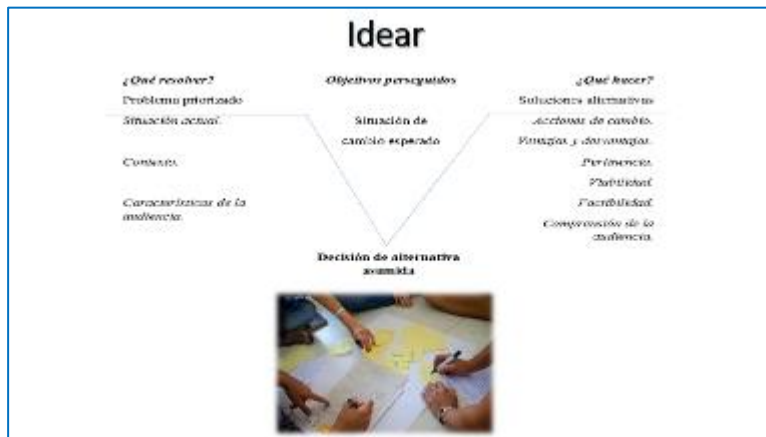 Idear
¿Qué resolver?
Problema priorizado
Situación actual.
Contexto.
Características de la
audiencia.
Objetivos perseguidos
Situación de
cambio esperado
¿Qué hacer?
Soluciones alternativas
Acciones de cambio.
Ventajas y desventajas.
Pertinencia.
Viabilidad.
Factibilidad.
Comprensión de la
audiencia.
Decisión de alternativa
asumida